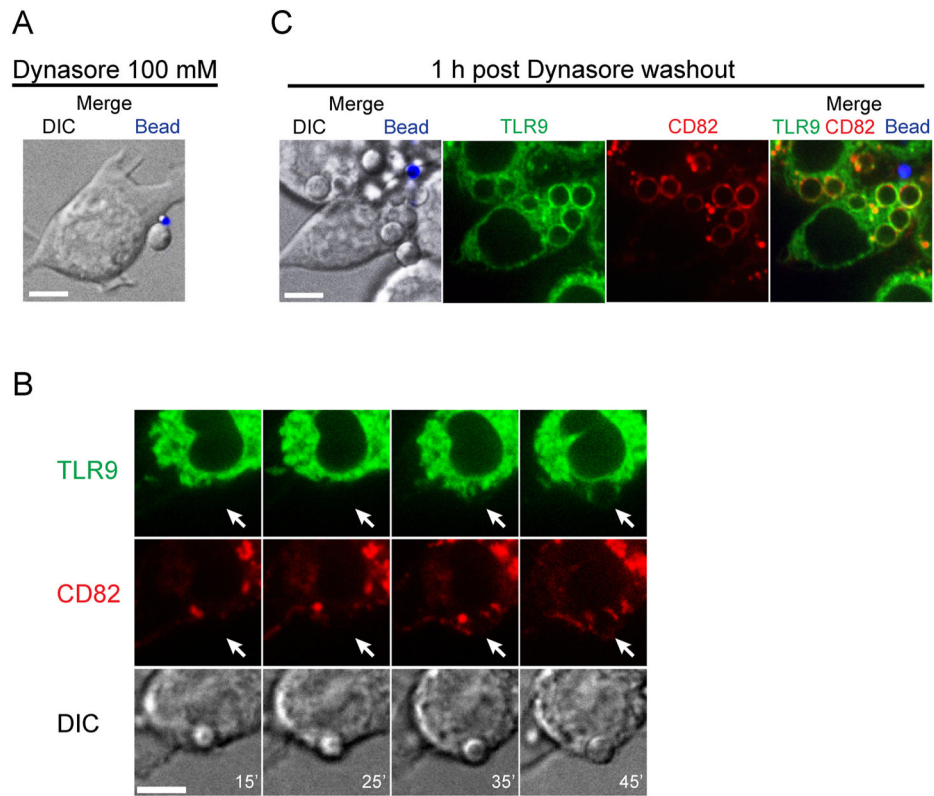 A
Dynasore 100 mM
Merge
DIC Bead
C
1 h post Dynasore washout
Merge Merge
DIC Bead TLR9 CD82 TLR9 CD82 Bead
B
TLR9
CD82
DIC
15’ 25’ 35’ 45’